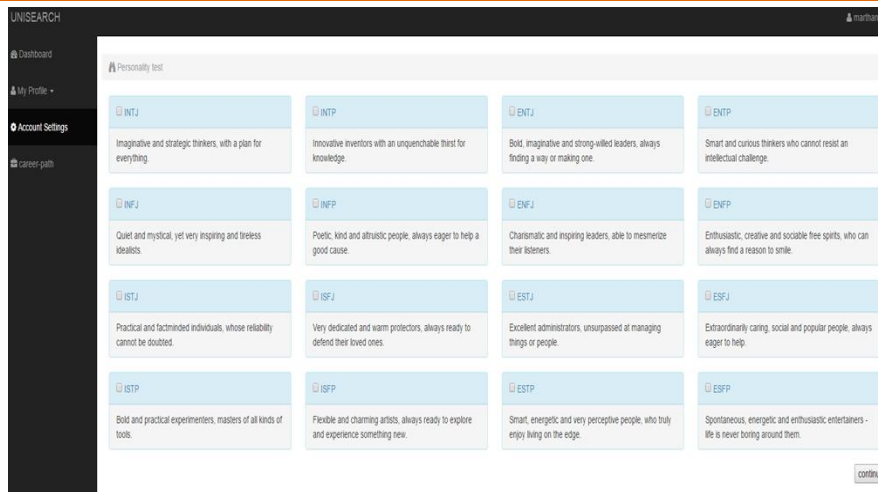 UNISEARCH
marthan
Dashboard
My Profile
Account Settings
career-path
Personality test
INTJ
Imaginative and strategic thinkers, with a plan for
everything.
INTP
Innovative inventors with an unquenchable thirst for
knowledge.
ENTJ
Bold, imaginative and strong-willed leaders, always
finding a way or making one.
ENTP
Smart and curious thinkers who cannot resist an
intellectual challenge.
INFJ
Quiet and mystical, yet very inspiring and tireless
idealists.
INFP
Poetic, kind and altruistic people, always eager to help a
good cause.
ENFJ
Charismatic and inspiring leaders, able to mesmerize
their listeners.
ENFP
Enthusiastic, creative and sociable free spirits, who can
always find a reason to smile.
ISTJ
Practical and factminded individuals, whose reliability
cannot be doubted.
ISFJ
Very dedicated and warm protectors, always ready to
defend their loved ones.
ESTJ
Excellent administrators, unsurpassed at managing
things or people.
ESFJ
Extraordinarily caring, social and popular people, always
eager to help.
ISTP
Bold and practical experimenters, masters of all kinds of
tools.
ISFP
Flexible and charming artists, always ready to explore
and experience something new.
ESTP
Smart, energetic and very perceptive people, who truly
enjoy living on the edge.
ESFP
Spontaneous, energetic and enthusiastic entertainers -
life is never boring around them.
continu